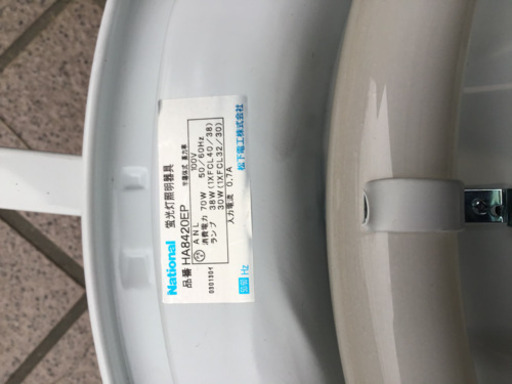 National 蛍光灯照明器具
品番 HA8420EP
ANL 100V
消費電力 70W 50/60Hz
ランプ 38W(1XFCL40/38)
30W(1XFCL32/30)
入力電流 0.7A
松下電工株式会社
Hz